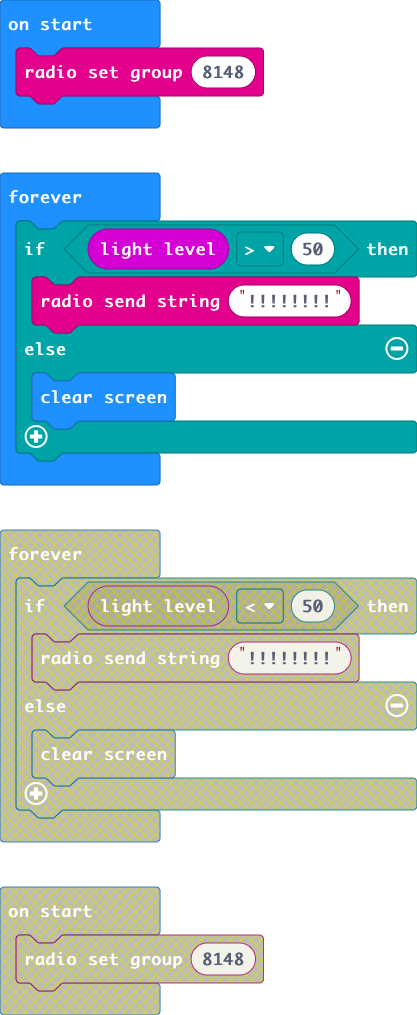 on start
radio set group 8148
forever
if light level > 50 then
radio send string "!!!!!!!!"
else
clear screen
forever
if light level < 50 then
radio send string "!!!!!!!!"
else
clear screen
on start
radio set group 8148